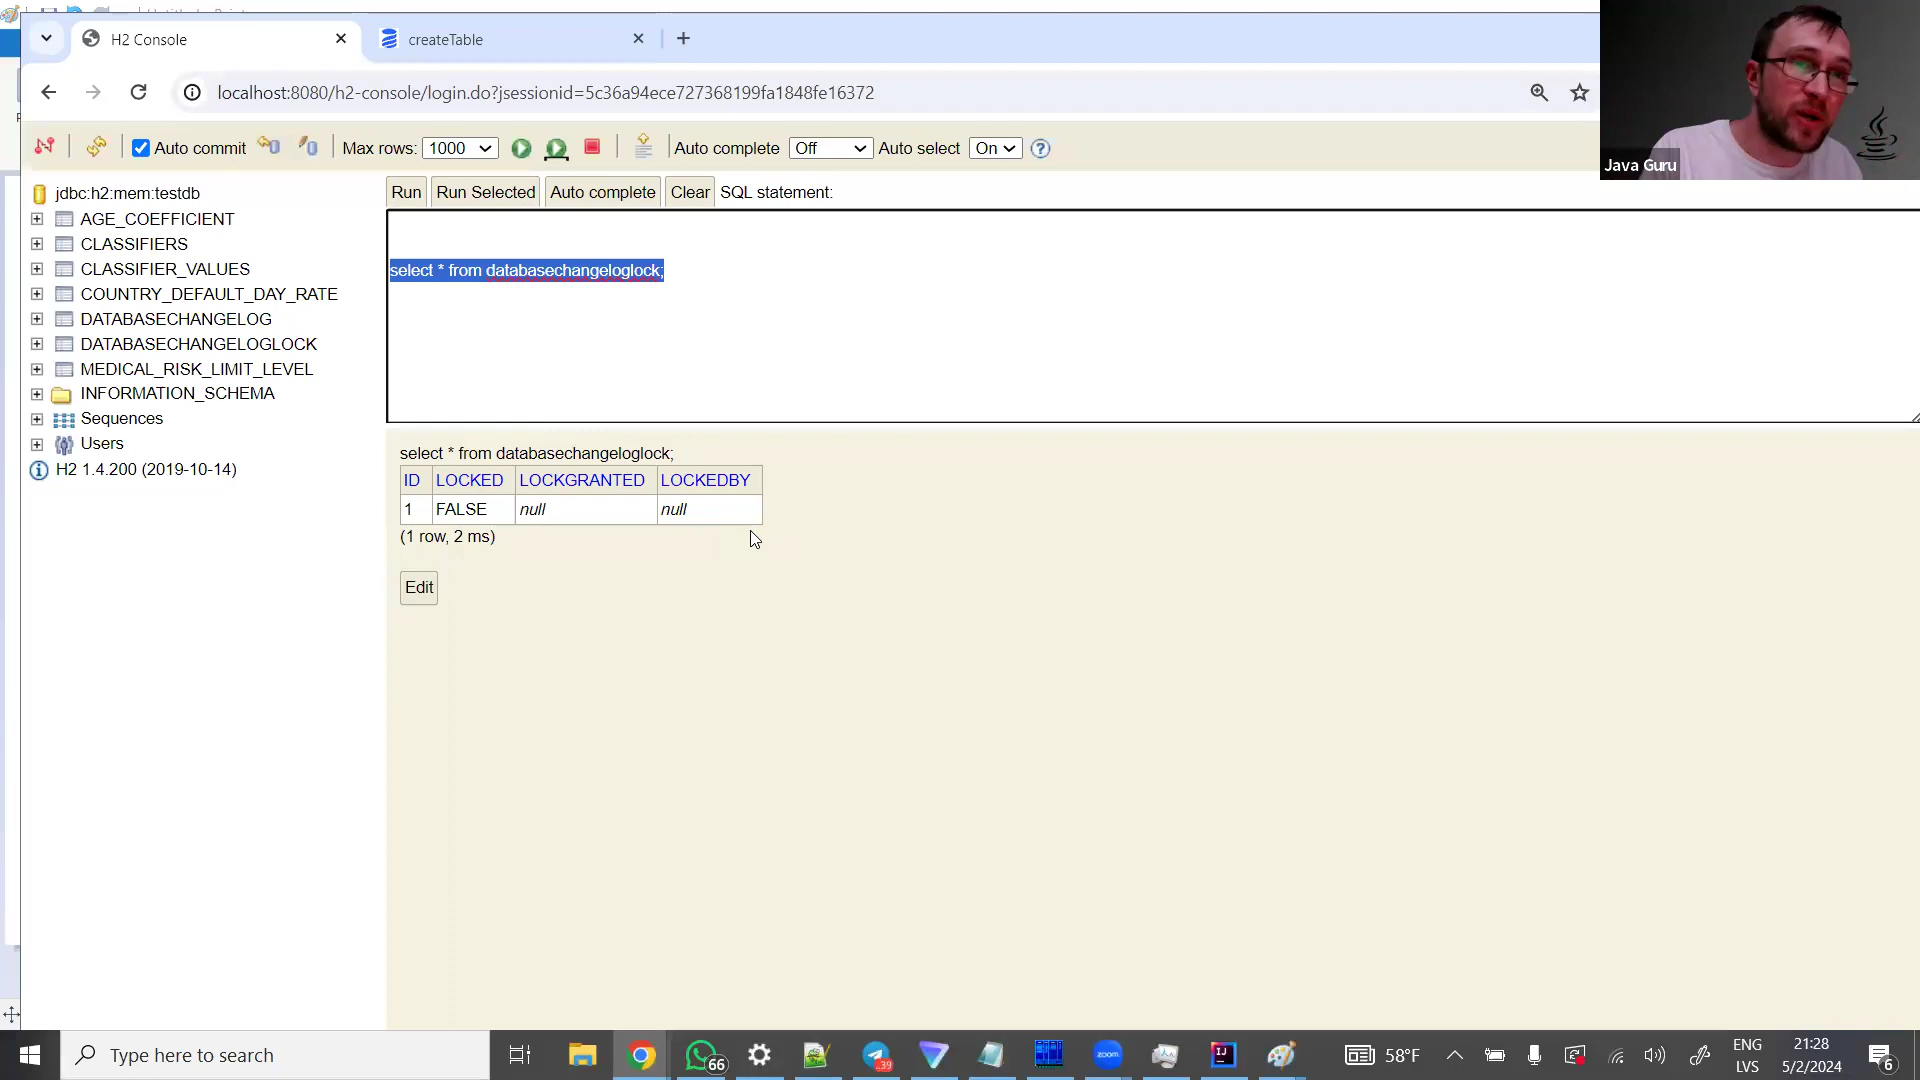 H2 Console
createTable
localhost:8080/h2-console/login.do?jsessionid=5c36a94ece727368199fa1848fe16372
Auto commit
Max rows: 1000
Auto complete Off
Auto select On
jdbc:h2:mem:testdb
AGE_COEFFICIENT
CLASSIFIERS
CLASSIFIER_VALUES
COUNTRY_DEFAULT_DAY_RATE
DATABASECHANGELOG
DATABASECHANGELOGLOCK
MEDICAL_RISK_LIMIT_LEVEL
INFORMATION_SCHEMA
Sequences
Users
H2 1.4.200 (2019-10-14)
Run Run Selected Auto complete Clear SQL statement:
select * from databasechangeloglock;
select * from databasechangeloglock;
ID LOCKED LOCKGRANTED LOCKEDBY
1 FALSE null null
(1 row, 2 ms)
Edit
Java Guru
Type here to search
66
39
zoom
IJ
58°F
ENG
LVS
21:28
5/2/2024
6